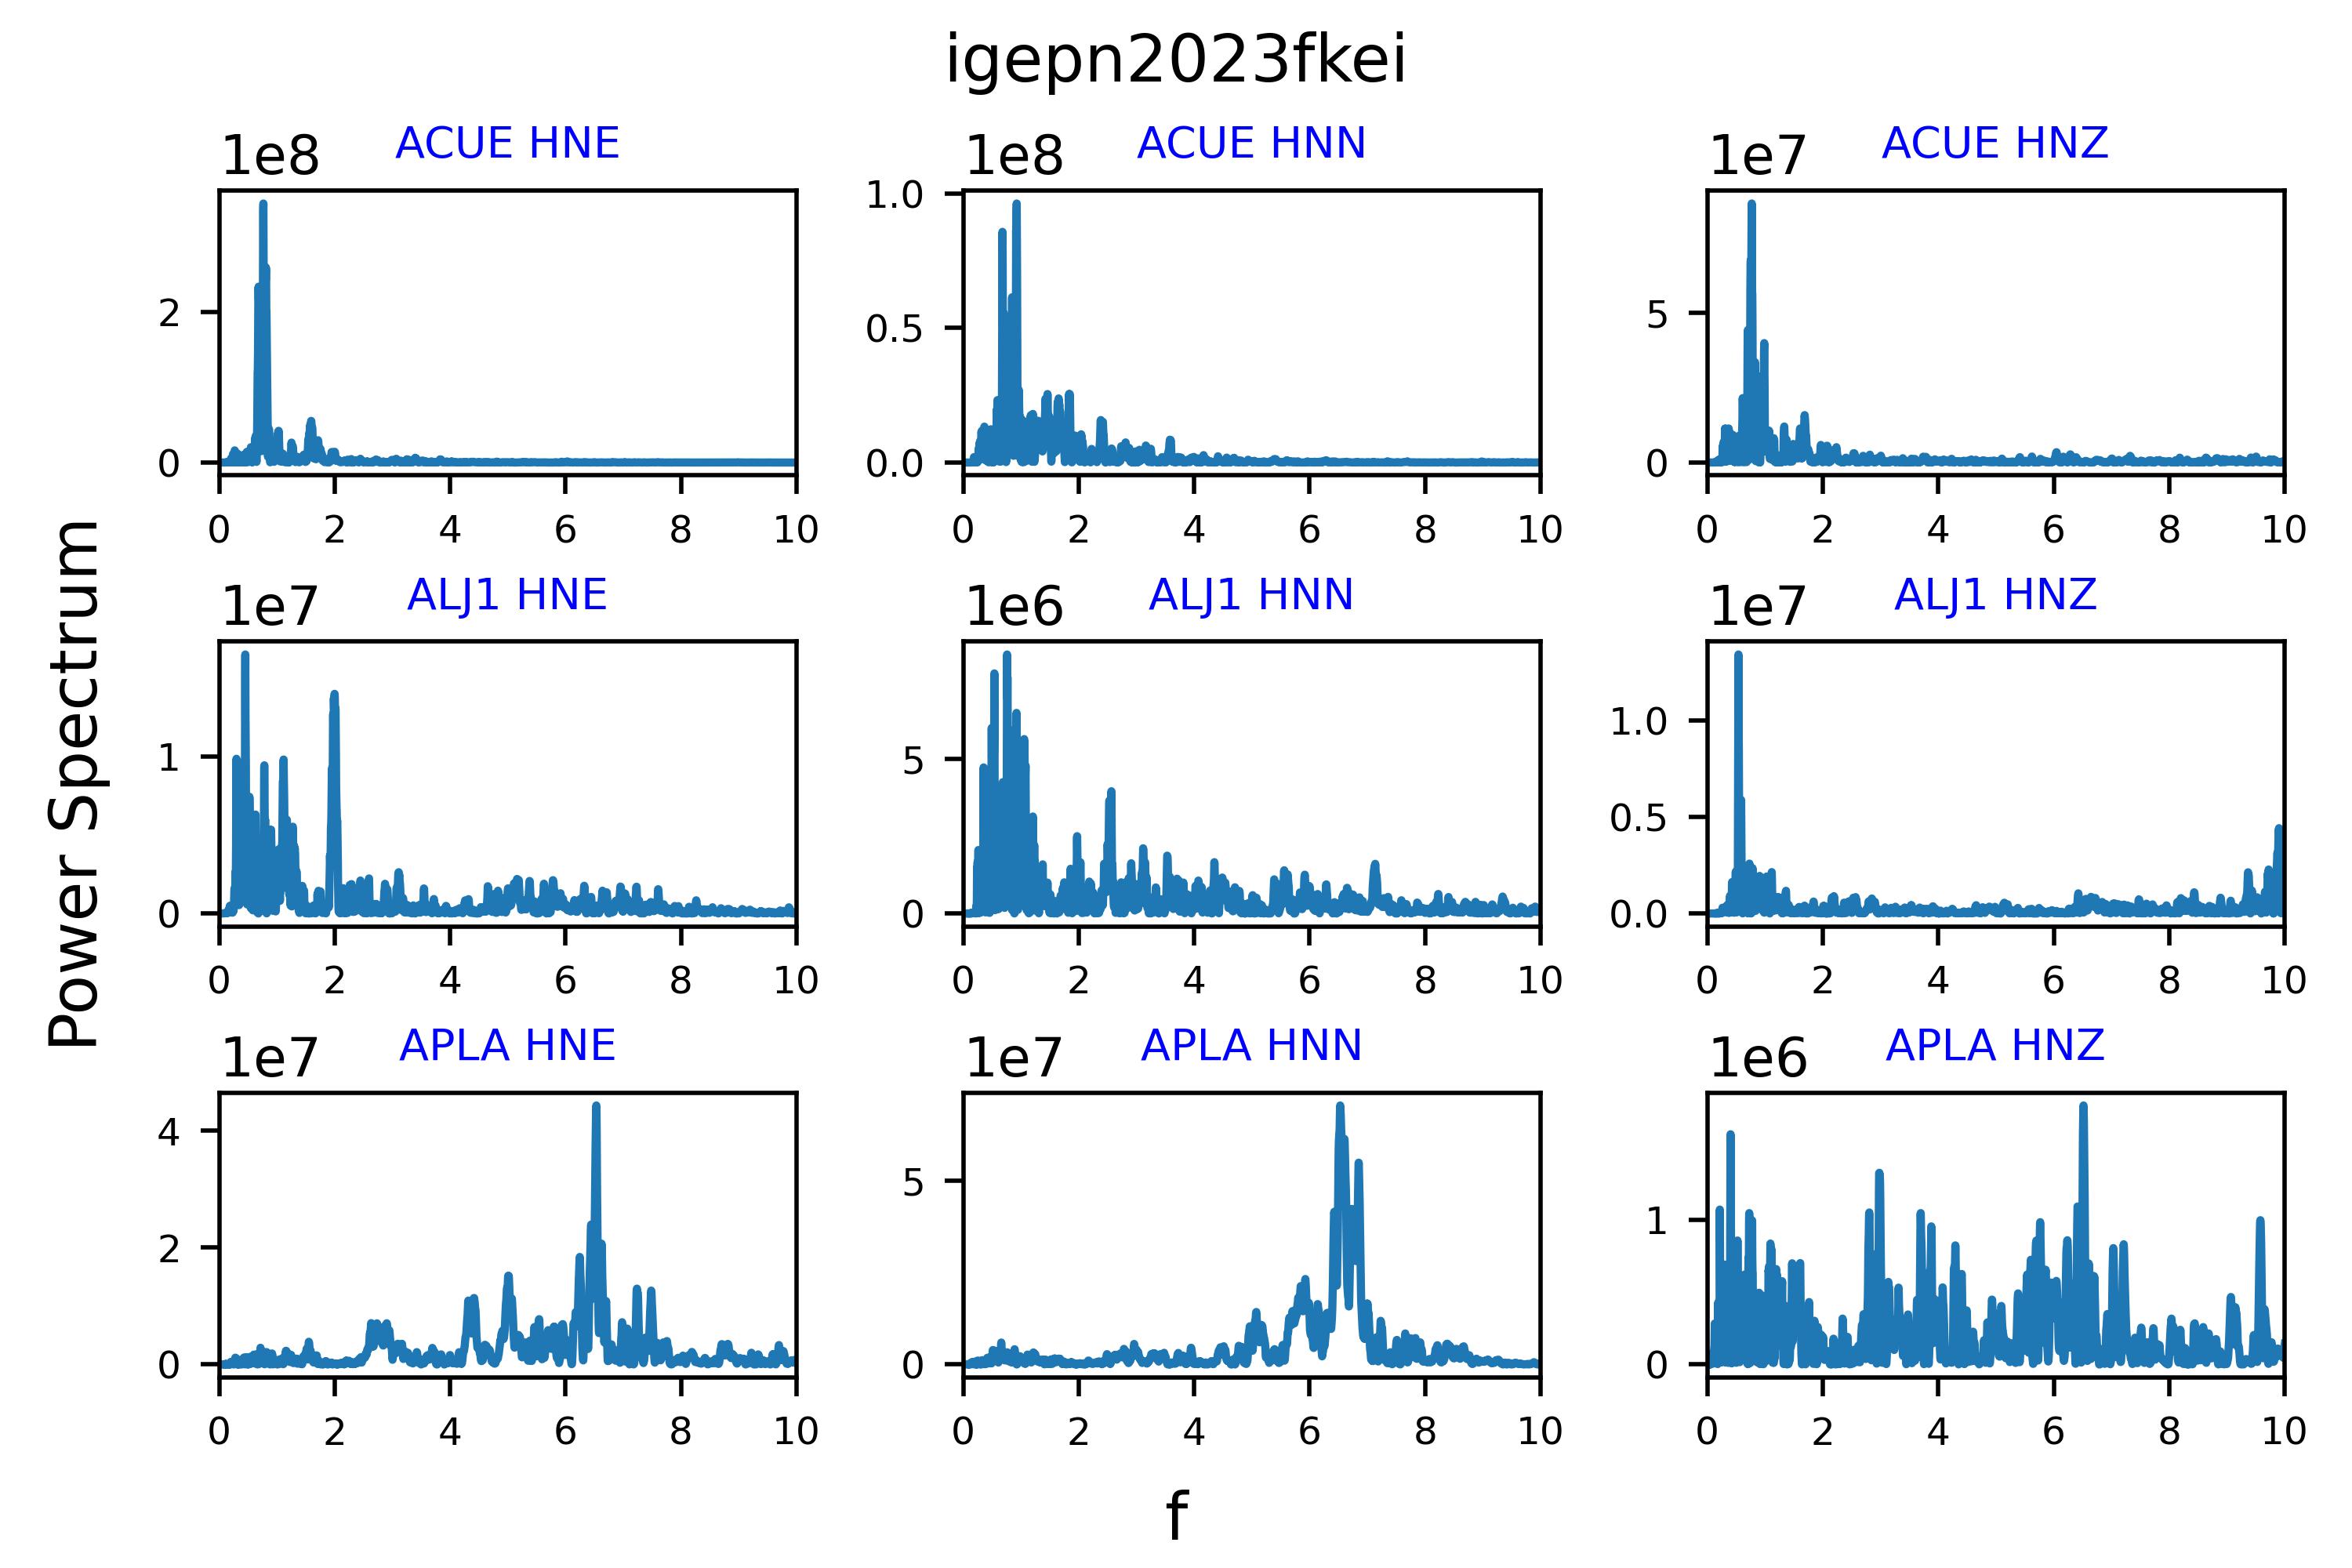 igepn2023fkei
1e8 ACUE HNE
2
0
0 2 4 6 8 10
1e8 ACUE HNN
1.0
0.5
0.0
0 2 4 6 8 10
1e7 ACUE HNZ
5
0
0 2 4 6 8 10
Power Spectrum
1e7 ALJ1 HNE
1
0
0 2 4 6 8 10
1e6 ALJ1 HNN
5
0
0 2 4 6 8 10
1e7 ALJ1 HNZ
1.0
0.5
0.0
0 2 4 6 8 10
1e7 APLA HNE
4
2
0
0 2 4 6 8 10
1e7 APLA HNN
5
0
0 2 4 6 8 10
1e6 APLA HNZ
1
0
0 2 4 6 8 10
f